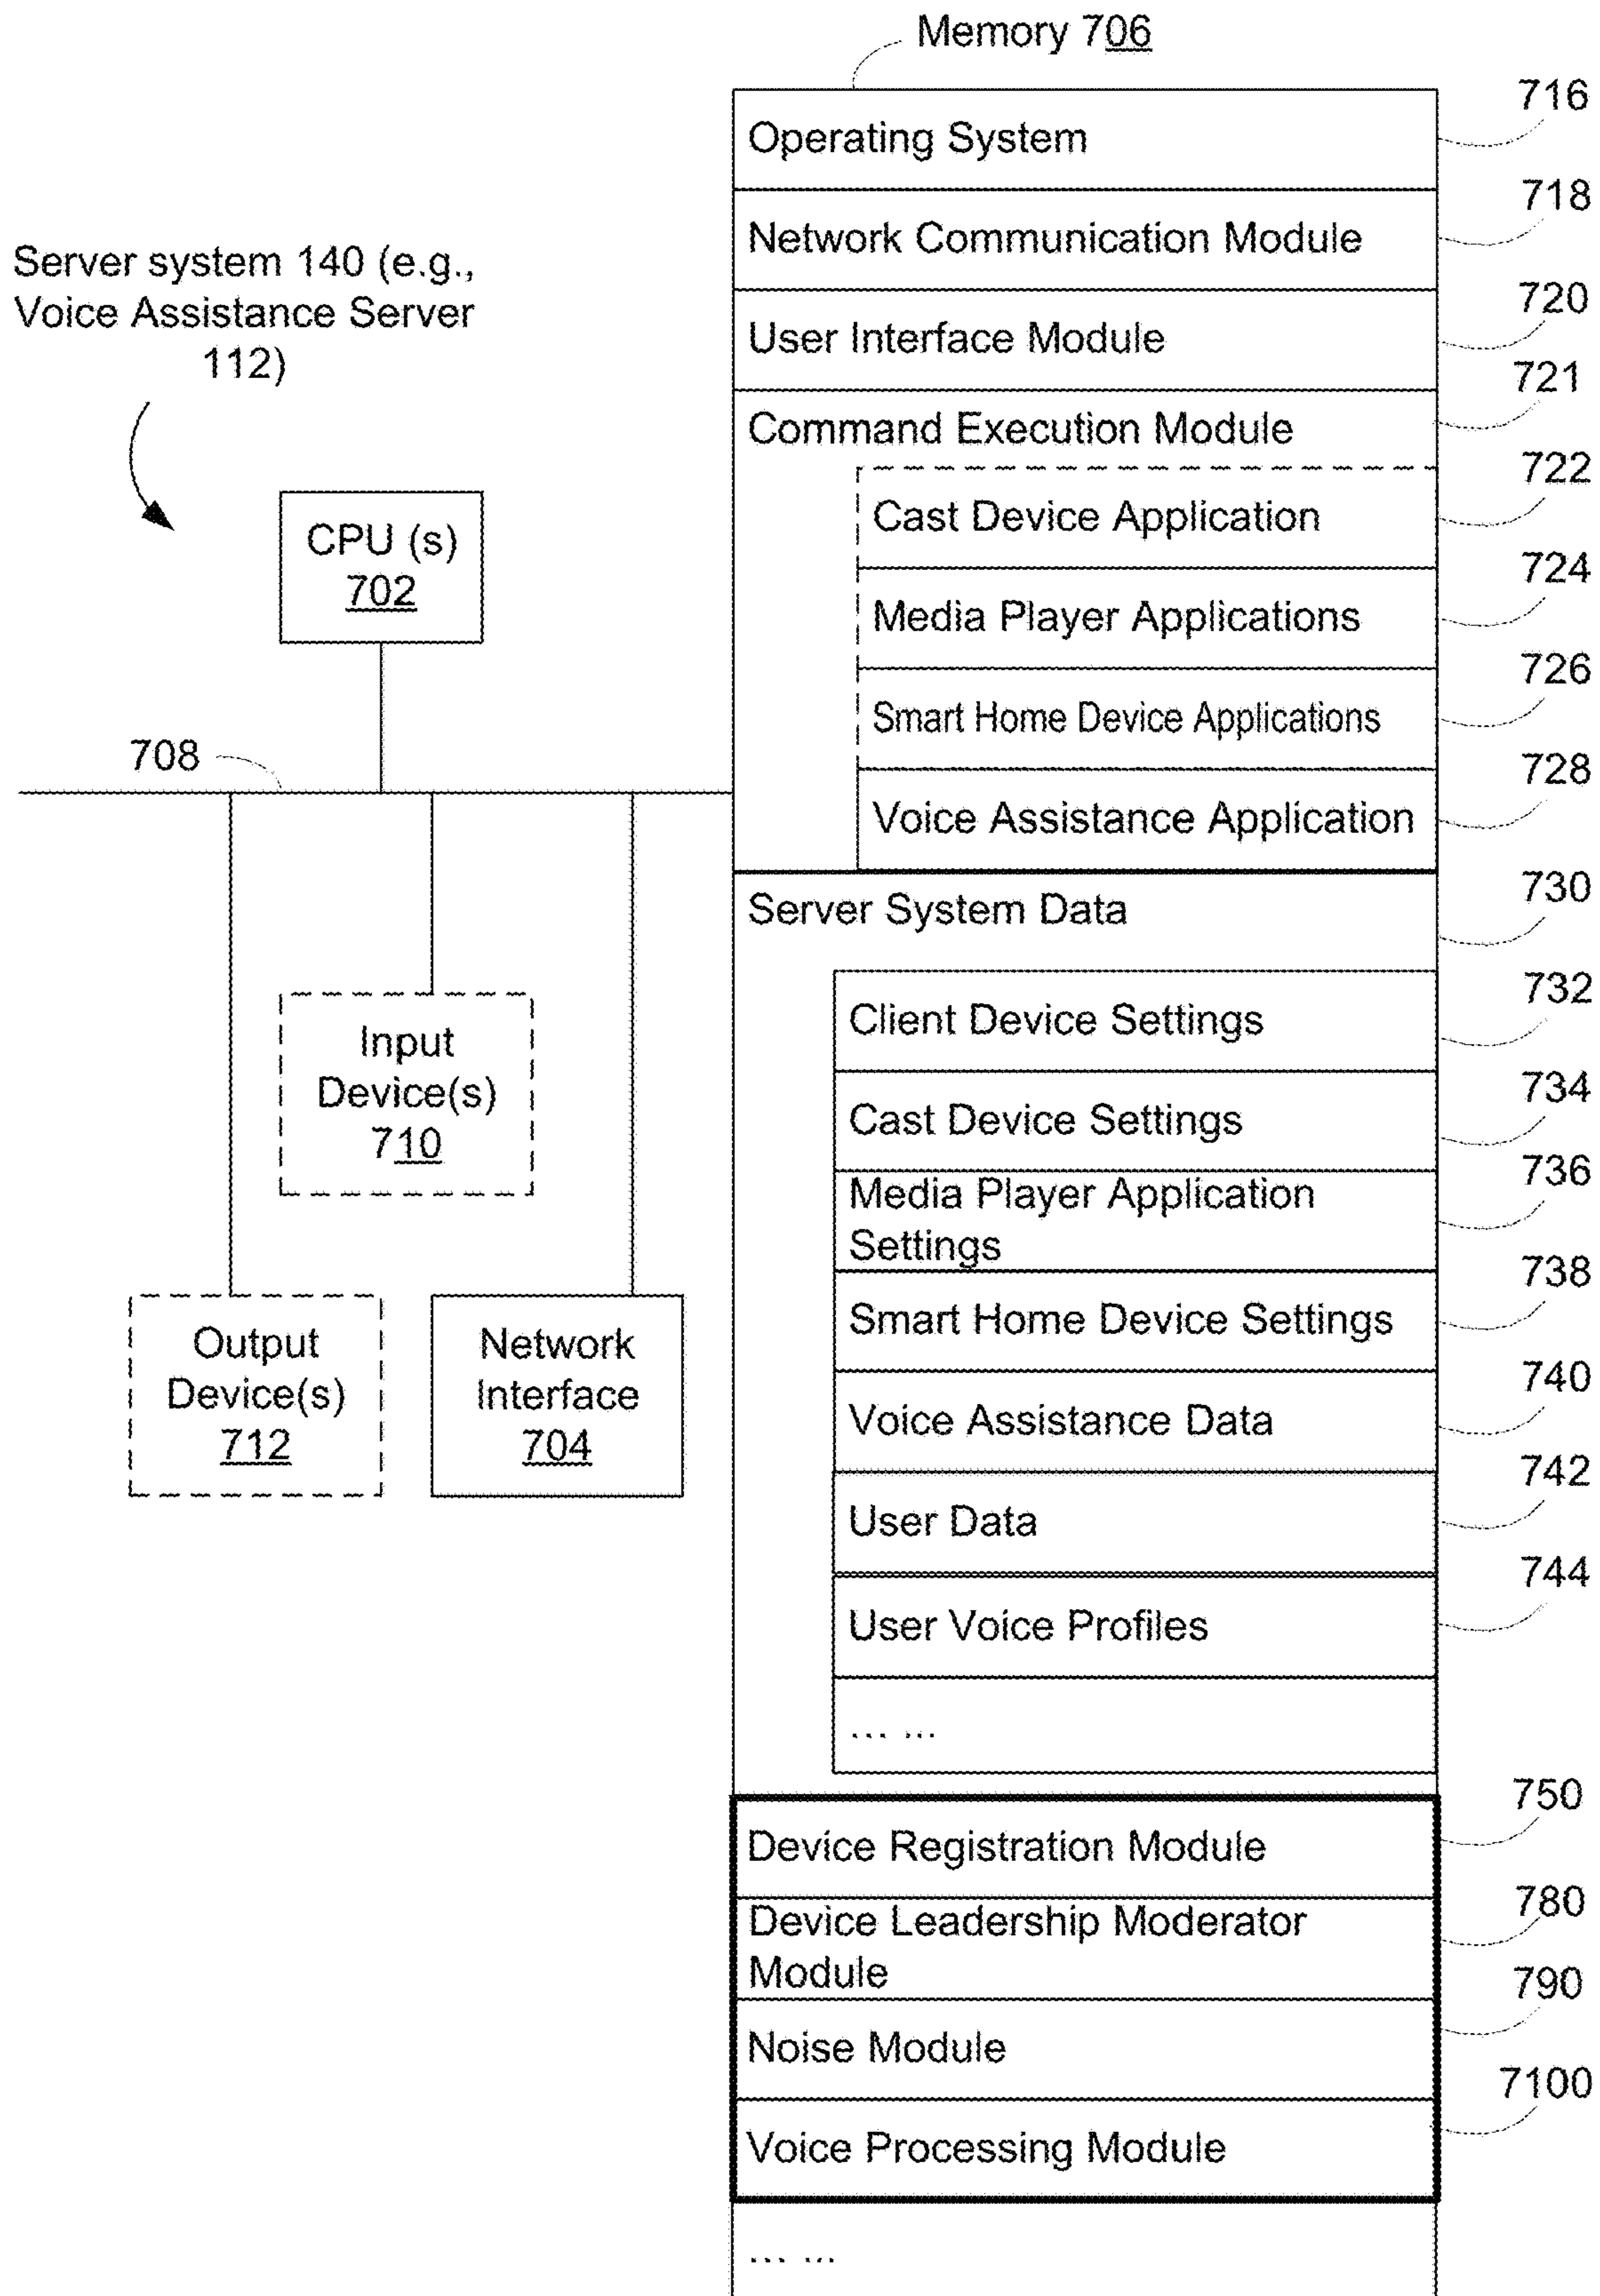 Memory 706
Operating System
716
Network Communication Module
718
User Interface Module
720
Command Execution Module
721
Cast Device Application
722
Media Player Applications
724
Smart Home Device Applications
726
Voice Assistance Application
728
Server System Data
730
Client Device Settings
732
Cast Device Settings
734
Media Player Application
Settings
736
Smart Home Device Settings
738
Voice Assistance Data
740
User Data
742
User Voice Profiles
744
... ...
Device Registration Module
750
Device Leadership Moderator
Module
780
Noise Module
790
Voice Processing Module
7100
... ...
Server system 140 (e.g.,
Voice Assistance Server
112)
CPU (s)
702
708
Input
Device(s)
710
Output
Device(s)
712
Network
Interface
704